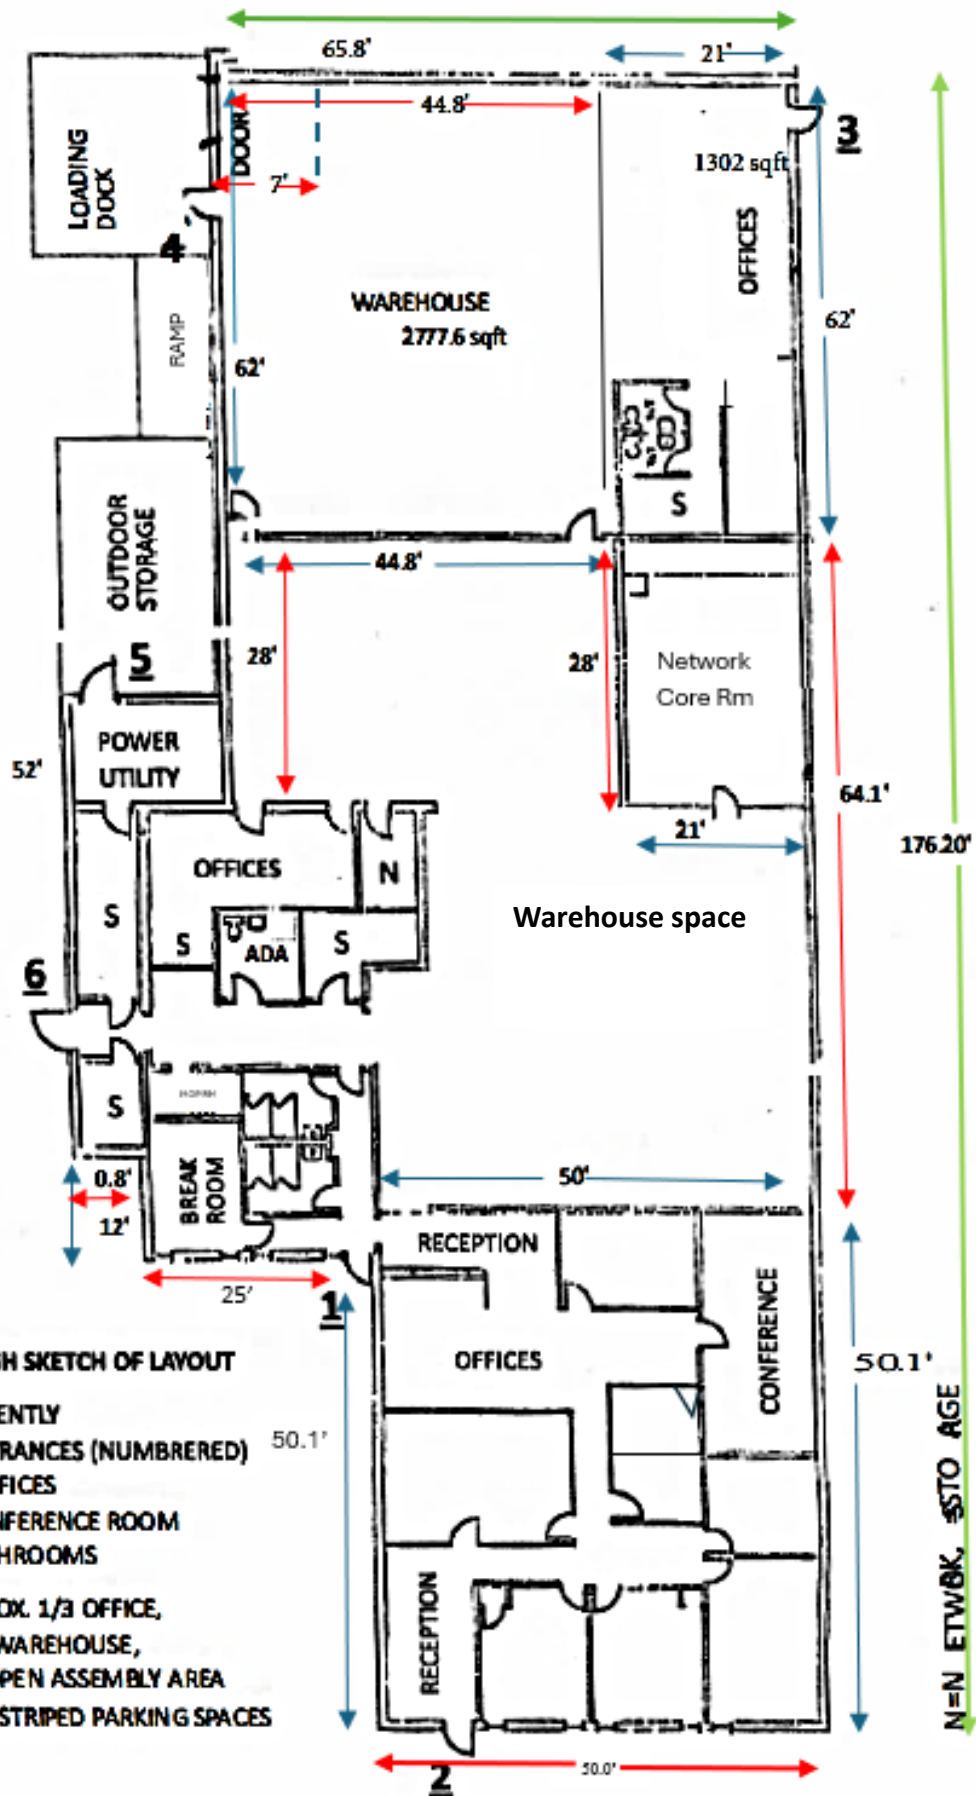 65.8'
21'
44.8'
DOOR
7'
3
1302 sqft
LOADING
DOCK
4
OFFICES
WAREHOUSE
2777.6 sqft
RAMP
62'
62'
S
44.8'
OUTDOOR
STORAGE
28'
28'
5
Network
Core Rm
POWER
UTILITY
52'
64.1'
21'
176.20'
OFFICES
N
S
S
ADA
S
Warehouse space
6
S
BREAK
ROOM
0.8'
12'
50'
RECEPTION
25'
1
CONFERENCE
OFFICES
50.1'
H SKETCH OF LAYOUT
ENTLY
RANCES (NUMBRERED)
50.1'
FICES
NFERENCE ROOM
HROOMS
OX. 1/3 OFFICE,
WAREHOUSE,
PEN ASSEMBLY AREA
STRIPED PARKING SPACES
RECEPTION
N=N ETWBK, STO AGE
2
50.0'